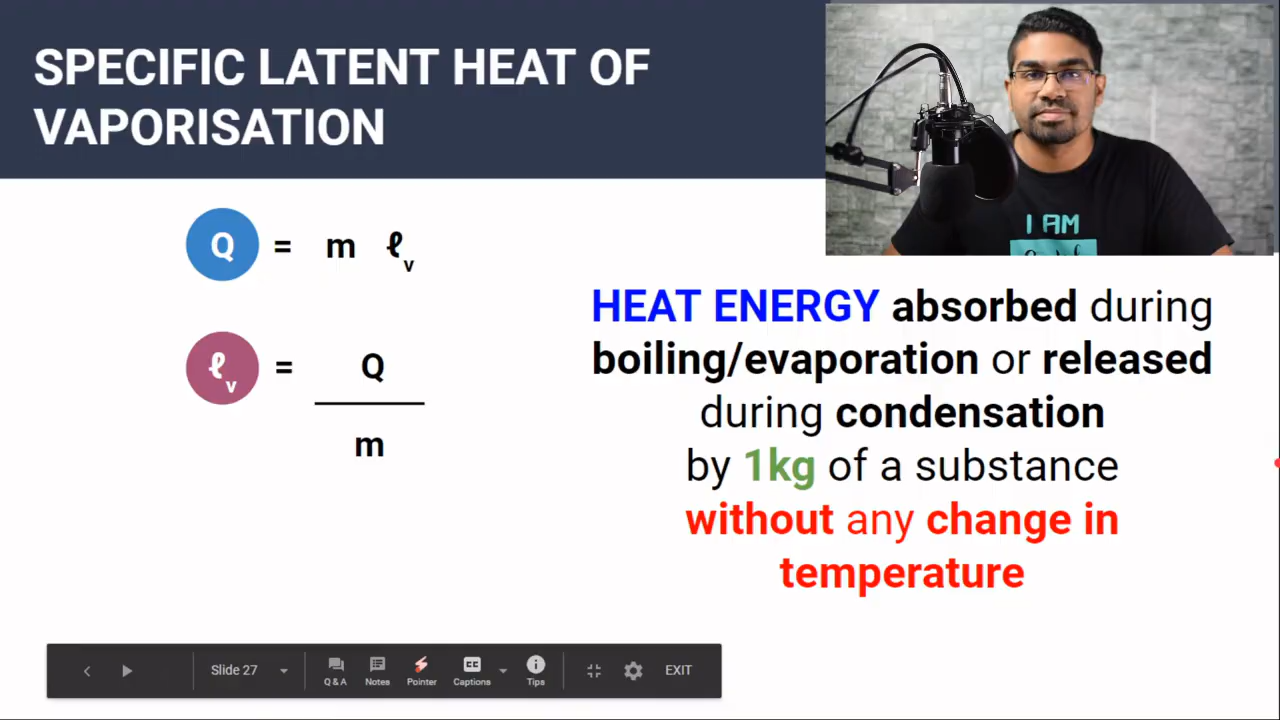 SPECIFIC LATENT HEAT OF
VAPORISATION
I AM
Q = m ℓv
ℓv = Q
m
HEAT ENERGY absorbed during
boiling/evaporation or released
during condensation
by 1kg of a substance
without any change in
temperature
Slide 27
Q & A
Notes
Pointer
CC
Captions
Tips
EXIT